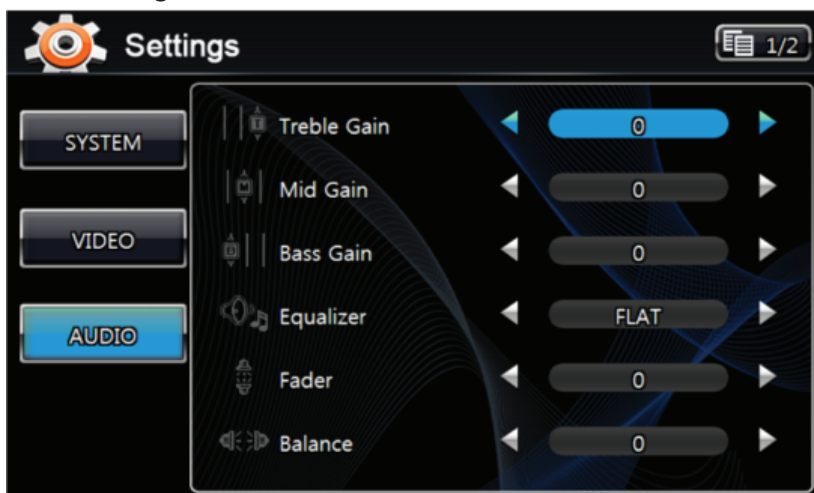 Settings
1/2
SYSTEM
VIDEO
AUDIO
Treble Gain 0
Mid Gain 0
Bass Gain 0
Equalizer FLAT
Fader 0
Balance 0